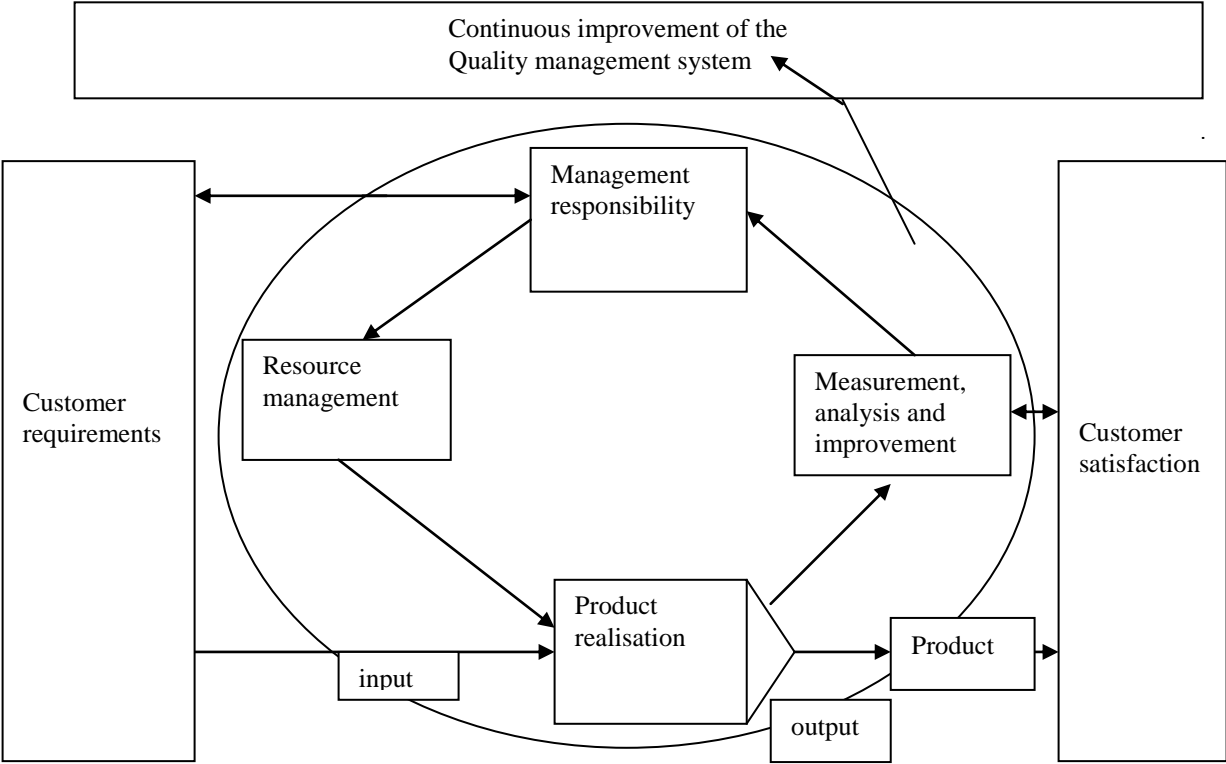 Continuous improvement of the
Quality management system
Management
responsibility
Resource
management
Measurement,
analysis and
improvement
Customer
requirements
Customer
satisfaction
Product
realisation
Product
input
output